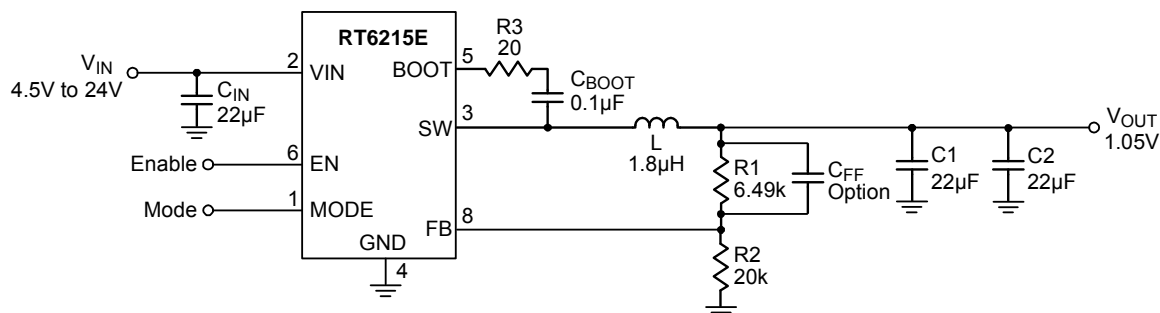 RT6215E
VIN
4.5V to 24V
CIN
22µF
2
VIN
Enable
6
EN
Mode
1
MODE
GND
4
BOOT
5
R3
20
CBOOT
0.1µF
SW
3
L
1.8µH
R1
6.49k
CFF
Option
FB
8
R2
20k
C1
22µF
C2
22µF
VOUT
1.05V